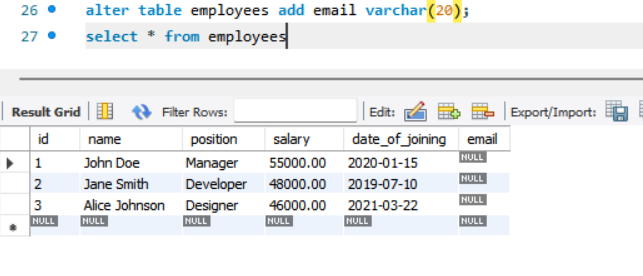 26 alter table employees add email varchar(20);
27 select * from employees
Result Grid Filter Rows: Edit: Export/Import:
id name position salary date_of_joining email
1 John Doe Manager 55000.00 2020-01-15 NULL
2 Jane Smith Developer 48000.00 2019-07-10 NULL
3 Alice Johnson Designer 46000.00 2021-03-22 NULL
NULL NULL NULL NULL NULL NULL